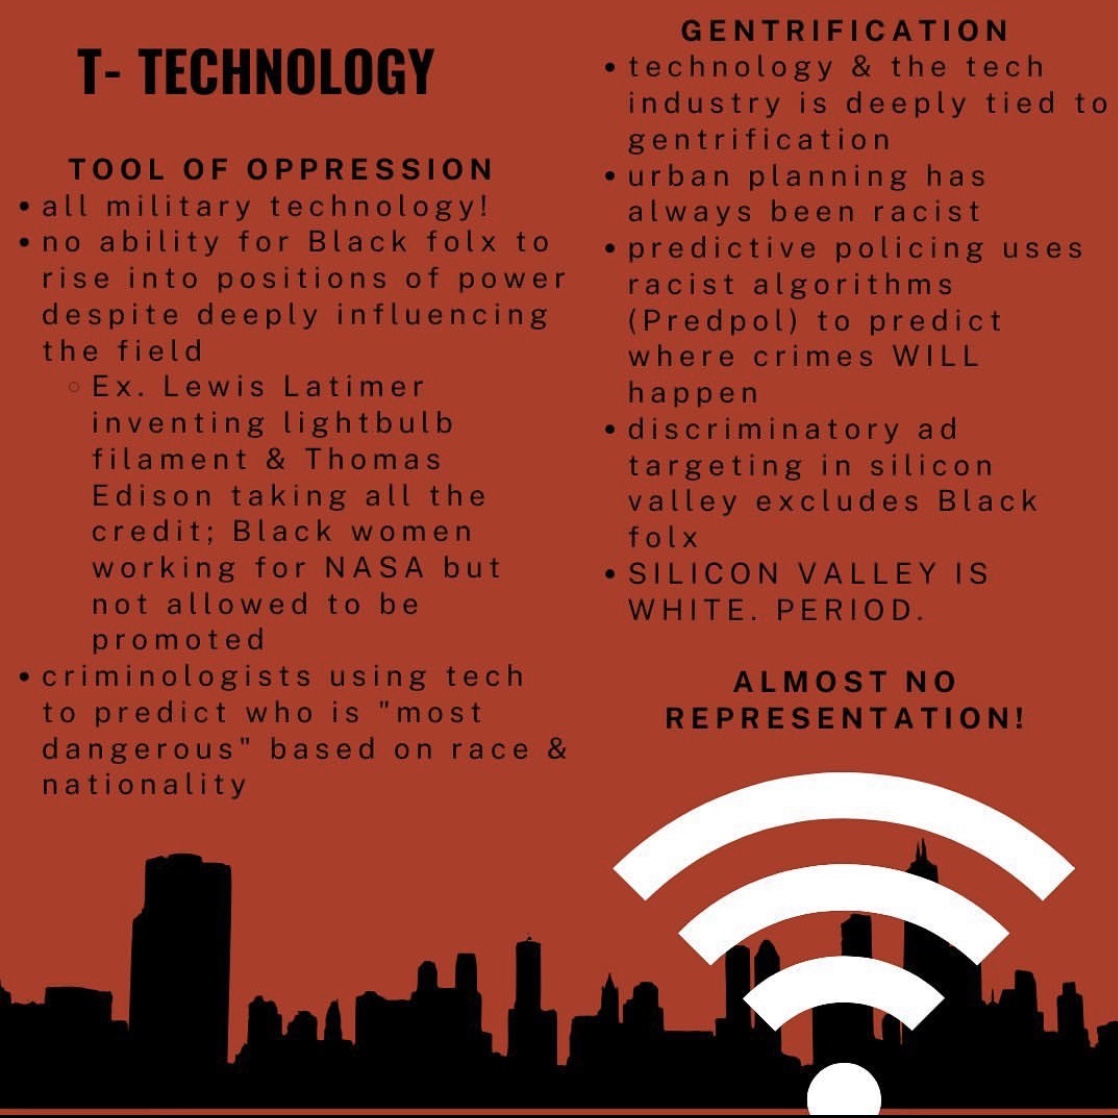 T- TECHNOLOGY
TOOL OF OPPRESSION
• all military technology!
• no ability for Black folx to
rise into positions of power
despite deeply influencing
the field
◦ Ex. Lewis Latimer
inventing lightbulb
filament & Thomas
Edison taking all the
credit; Black women
working for NASA but
not allowed to be
promoted
• criminologists using tech
to predict who is "most
dangerous" based on race &
nationality
GENTRIFICATION
• technology & the tech
industry is deeply tied to
gentrification
• urban planning has
always been racist
• predictive policing uses
racist algorithms
(Predpol) to predict
where crimes WILL
happen
• discriminatory ad
targeting in silicon
valley excludes Black
folx
• SILICON VALLEY IS
WHITE. PERIOD.
ALMOST NO
REPRESENTATION!